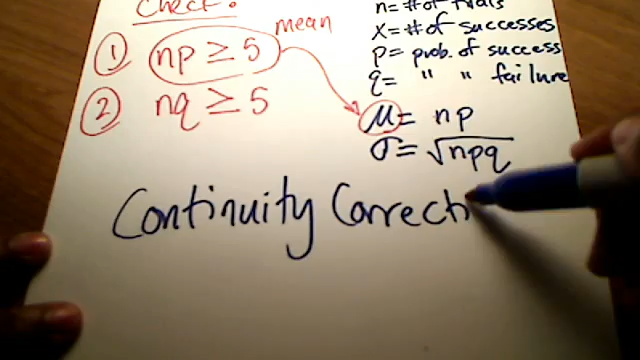 Check!
mean
① np ≥ 5
② nq ≥ 5
n= # of trials
x= # of successes
p= prob. of success
q= " " failure
μ= np
σ= √npq
Continuity Correcti